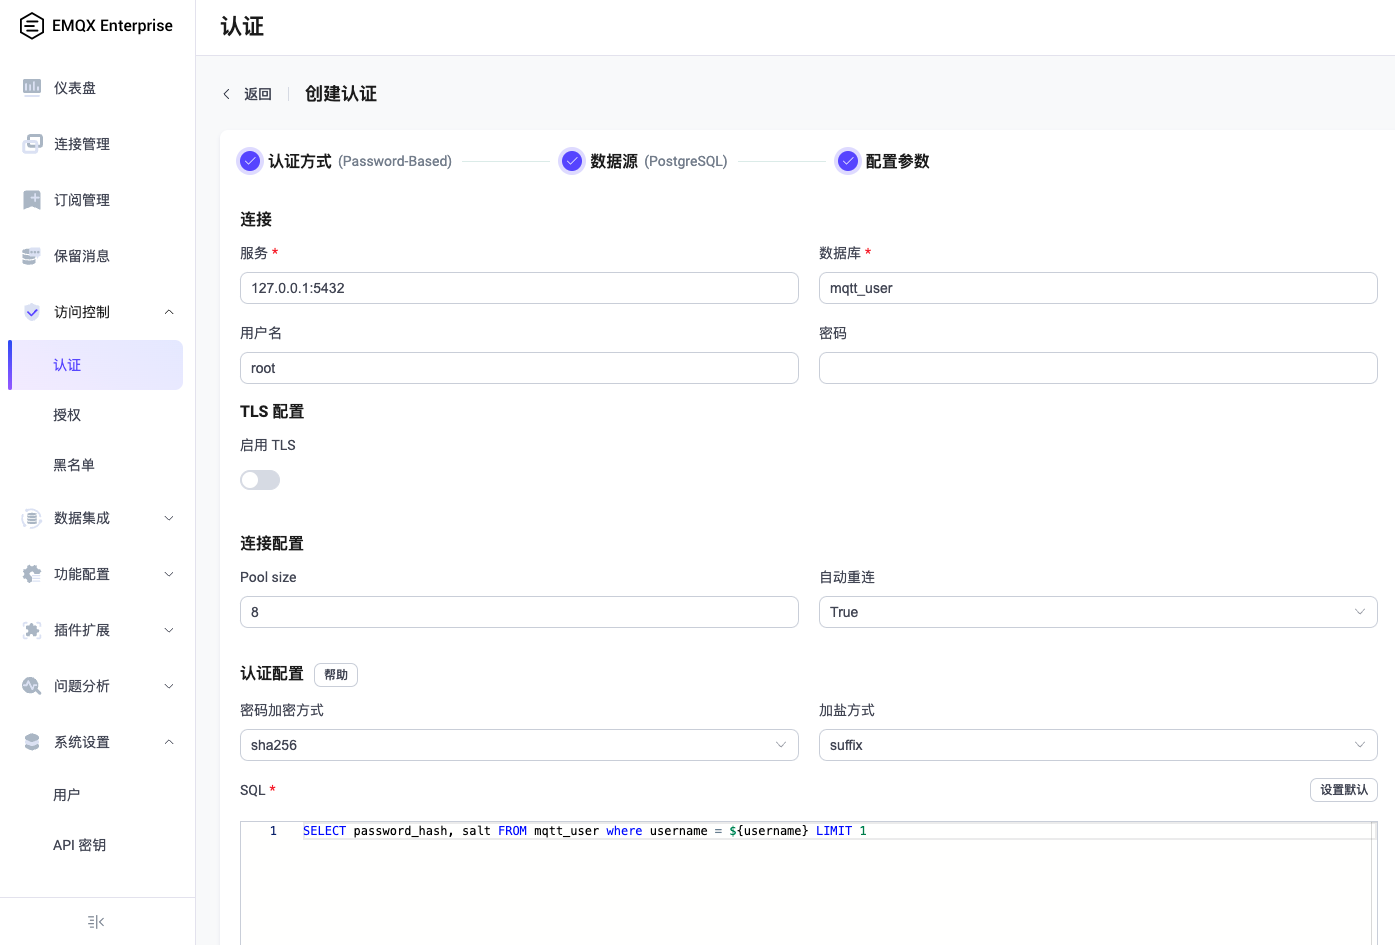 EMQX Enterprise
仪表盘
连接管理
订阅管理
保留消息
访问控制
认证
授权
黑名单
数据集成
功能配置
插件扩展
问题分析
系统设置
用户
API 密钥
认证
返回
创建认证
认证方式 (Password-Based)
数据源 (PostgreSQL)
配置参数
连接
服务 *
数据库 *
127.0.0.1:5432
mqtt_user
用户名
密码
root
TLS 配置
启用 TLS
连接配置
Pool size
自动重连
8
True
认证配置
帮助
密码加密方式
加盐方式
sha256
suffix
SQL *
设置默认
1
SELECT password_hash, salt FROM mqtt_user where username = ${username} LIMIT 1